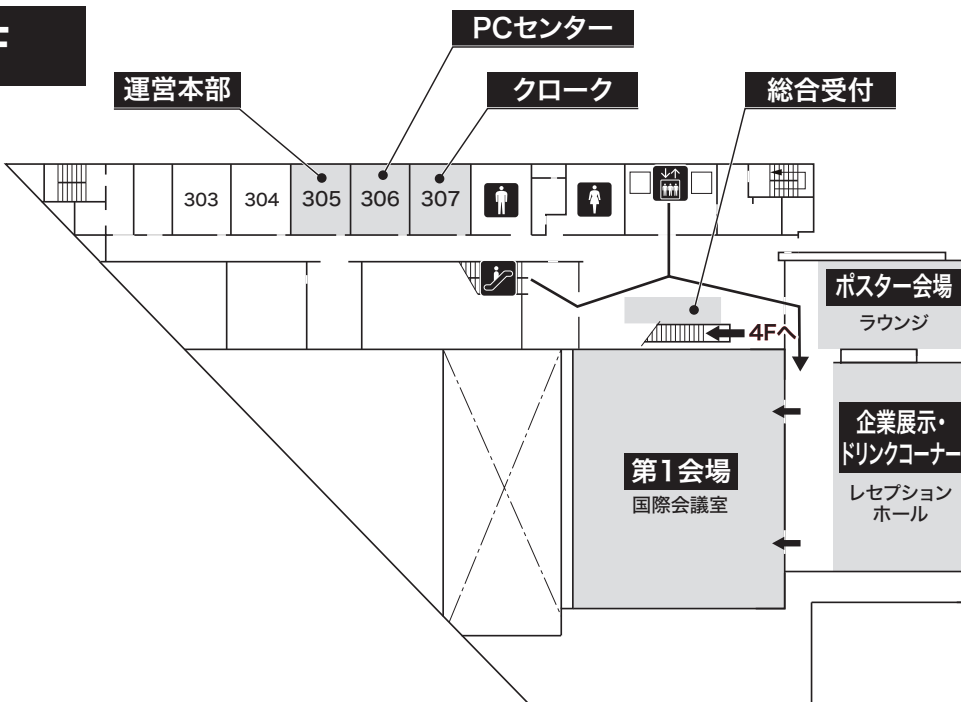 PCセンター
運営本部
クローク
総合受付
303
304
305
306
307
ポスター会場
ラウンジ
4Fへ
企業展示・
ドリンクコーナー
レセプション
ホール
第1会場
国際会議室